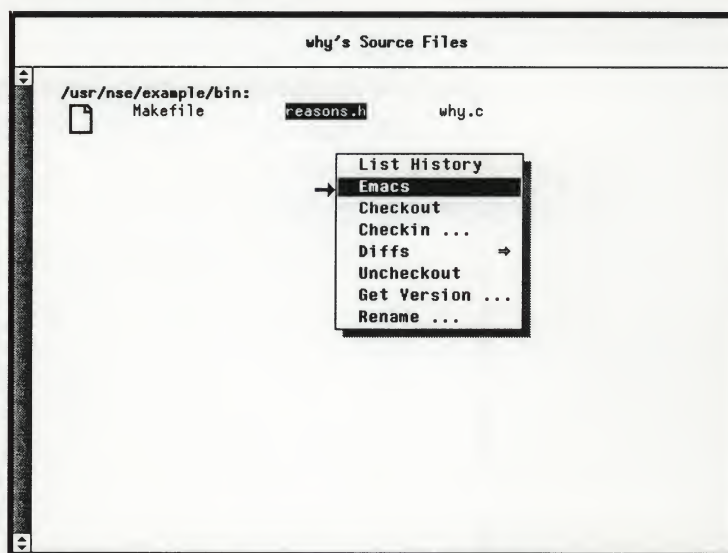 why's Source Files
/usr/nse/example/bin:
Makefile reasons.h why.c
List History
Emacs
Checkout
Checkin ...
Diffs ⇒
Uncheckout
Get Version ...
Rename ...